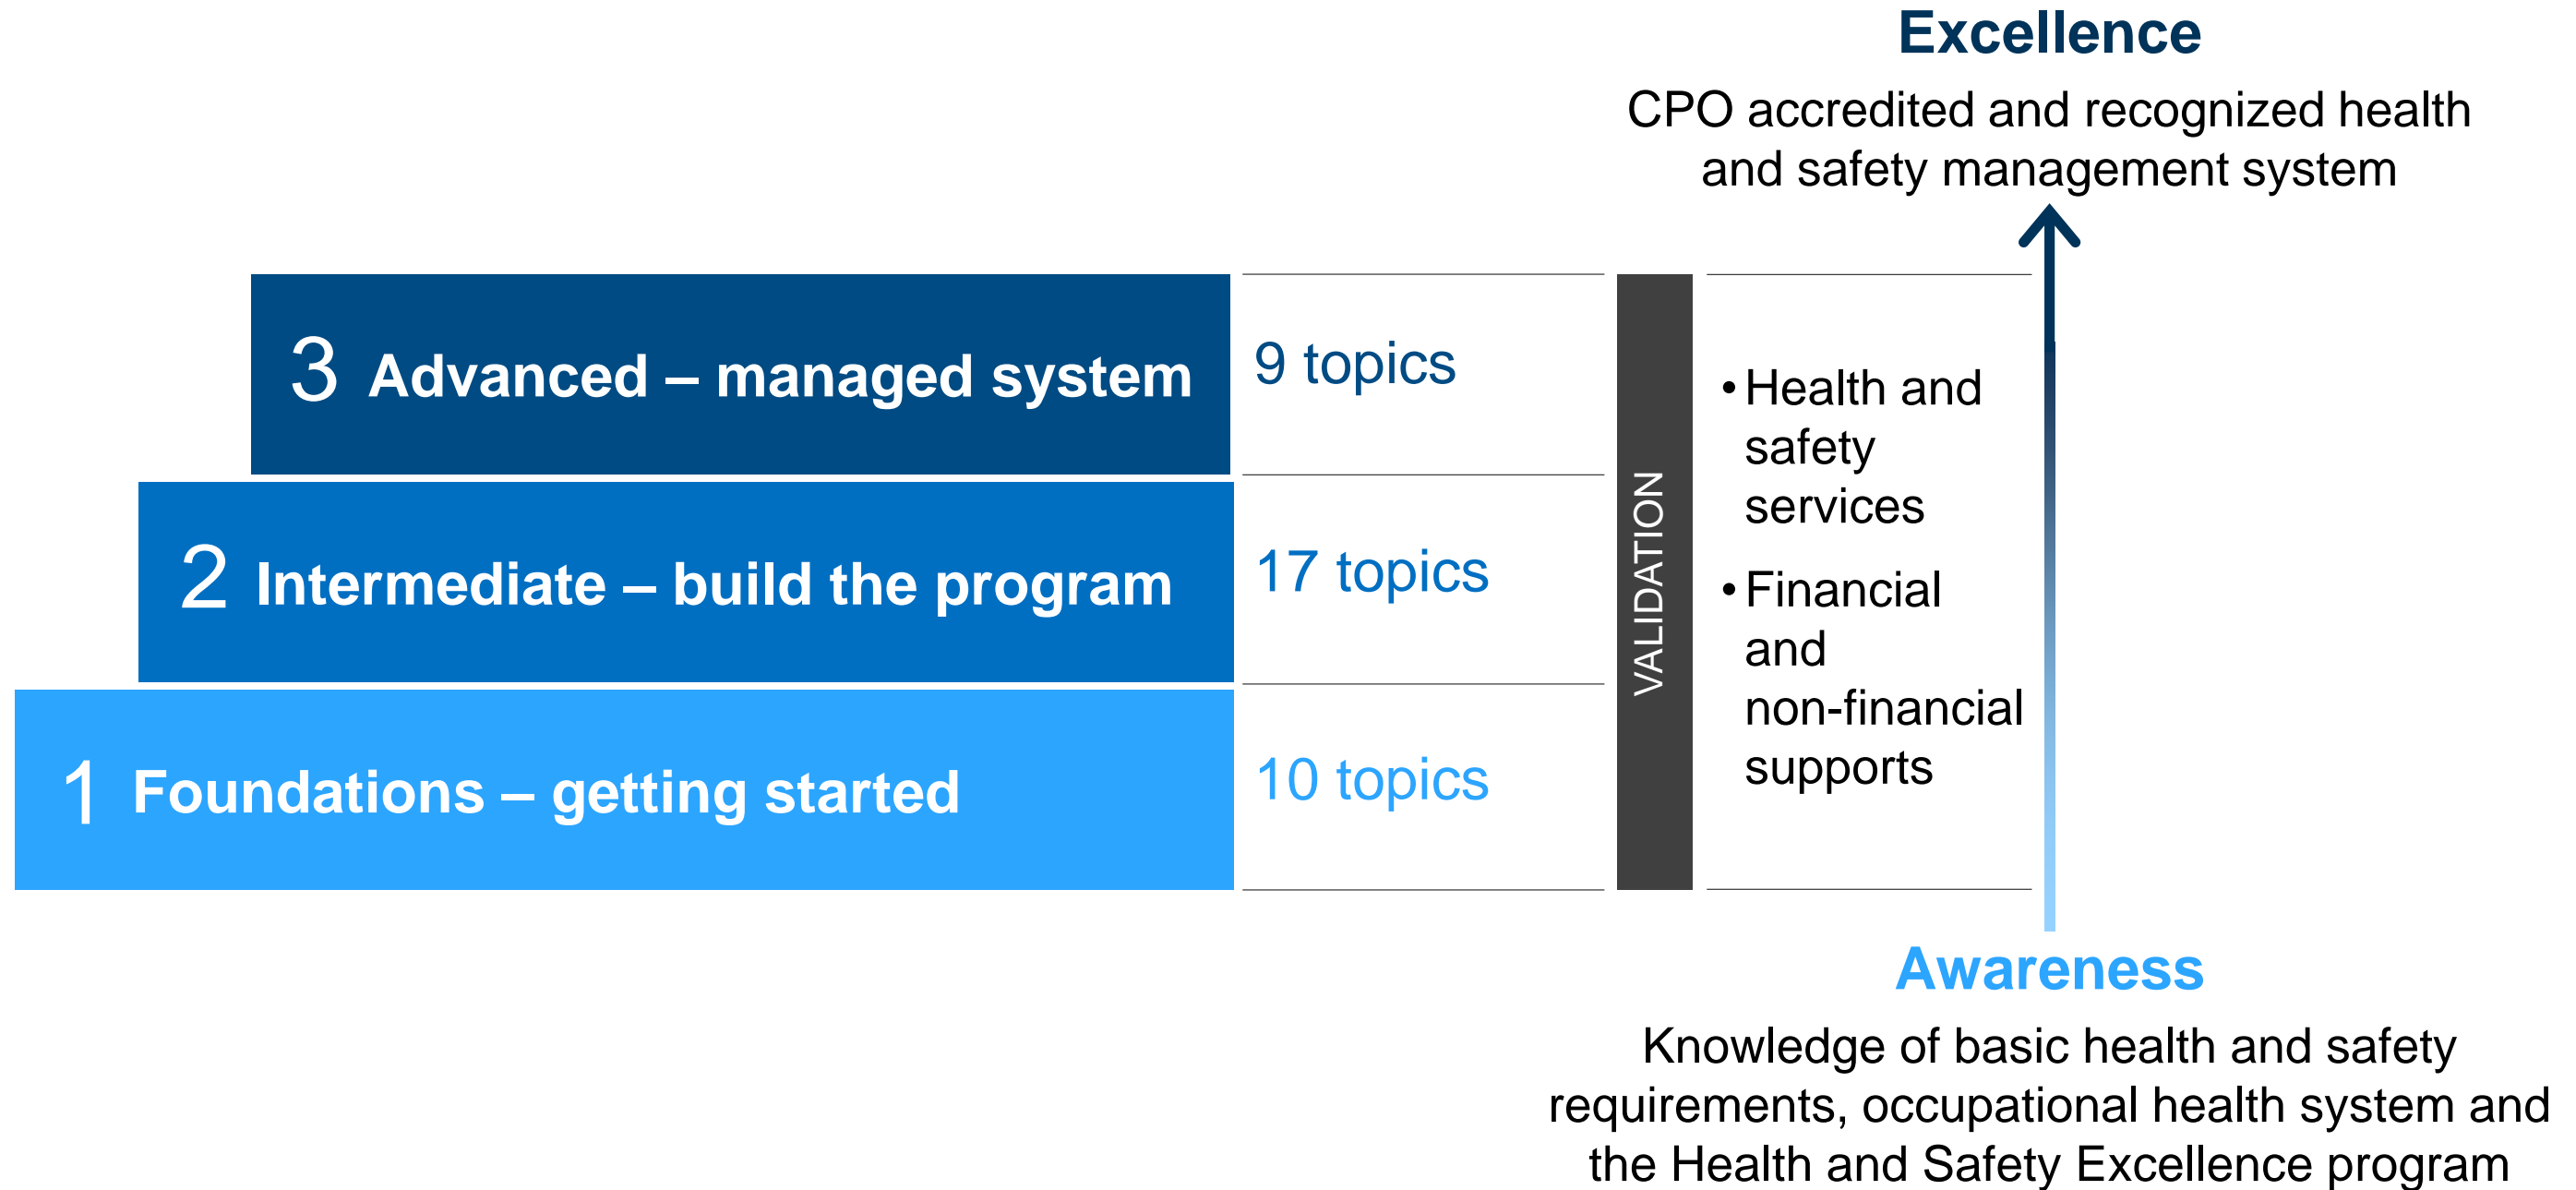 Excellence
CPO accredited and recognized health
and safety management system
3 Advanced – managed system
9 topics
2 Intermediate – build the program
17 topics
1 Foundations – getting started
10 topics
VALIDATION
• Health and
safety
services
• Financial
and
non-financial
supports
Awareness
Knowledge of basic health and safety
requirements, occupational health system and
the Health and Safety Excellence program